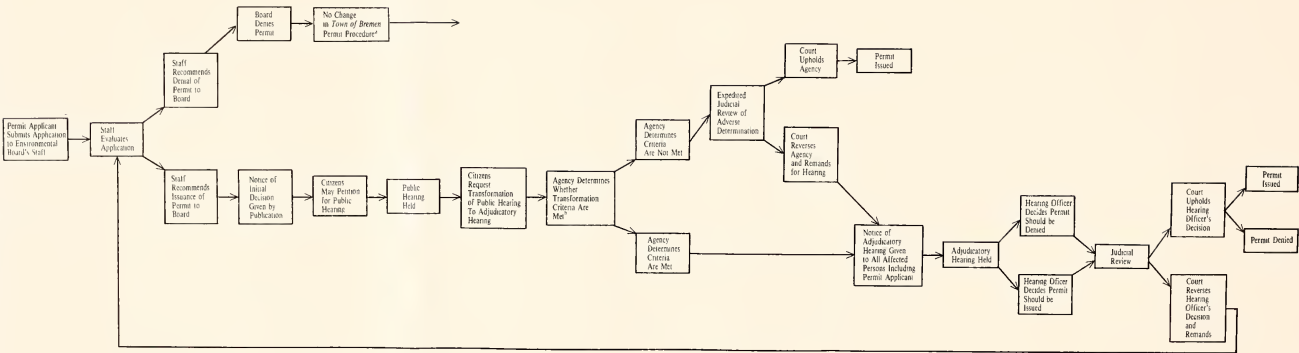 Permit Applicant
Submits Application
to Environmental
Board's Staff
Staff
Evaluates
Application
Staff
Recommends
Denial of
Permit to
Board
Board
Denies
Permit
No Change
in Town of Bremen
Permit Procedureª
Staff
Recommends
Issuance of
Permit to
Board
Notice of
Initial
Decision
Given by
Publication
Citizens
May Petition
for Public
Hearing
Public
Hearing
Held
Citizens
Request
Transformation
of Public Hearing
To Adjudicatory
Hearing
Agency Determines
Whether
Transformation
Criteria Are
Metᵇ
Agency
Determines
Criteria
Are Not Met
Expedited
Judicial
Review of
Adverse
Determination
Court
Upholds
Agency
Permit
Issued
Court
Reverses
Agency
and Remands
for Hearing
Agency
Determines
Criteria
Are Met
Notice of
Adjudicatory
Hearing Given
to All Affected
Persons Including
Permit Applicant
Adjudicatory
Hearing Held
Hearing Officer
Decides Permit
Should be
Denied
Hearing Officer
Decides Permit
Should be
Issued
Judicial
Review
Court
Upholds
Hearing
Officer's
Decision
Permit
Issued
Permit Denied
Court
Reverses
Hearing
Officer's
Decision
and
Remands